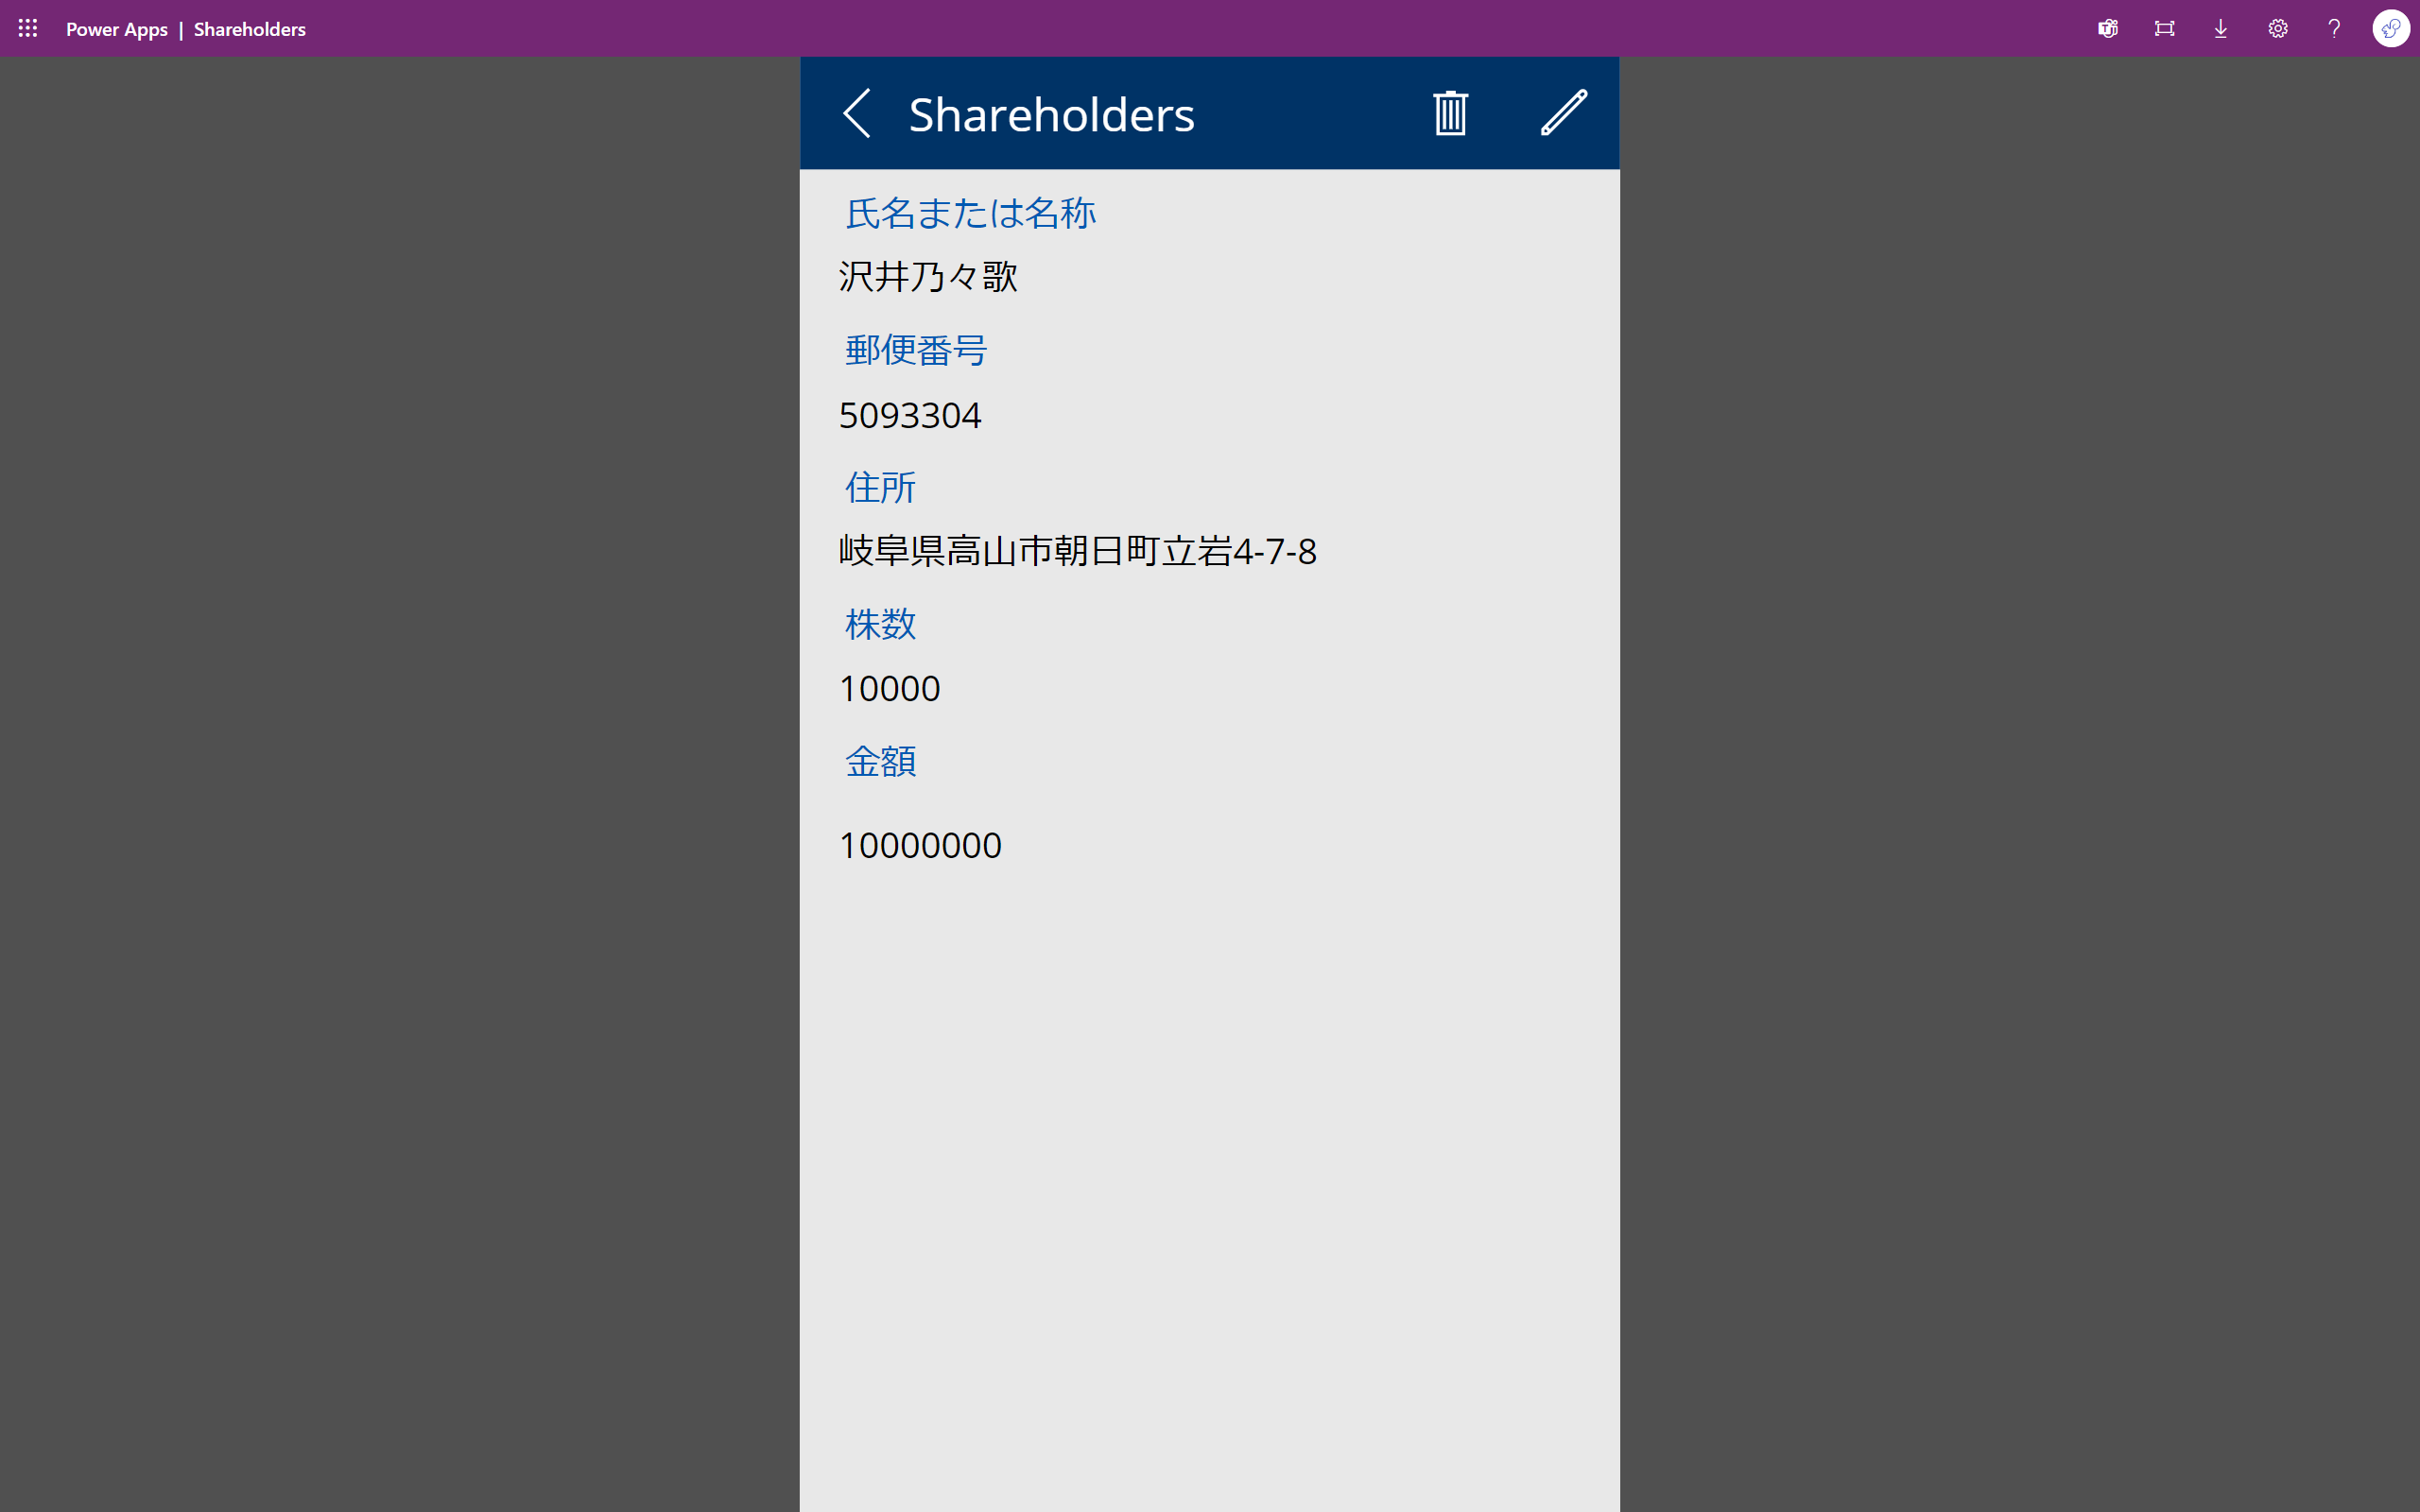 Power Apps | Shareholders
Shareholders
氏名または名称
沢井乃々歌
郵便番号
5093304
住所
岐阜県高山市朝日町立岩4-7-8
株数
10000
金額
10000000